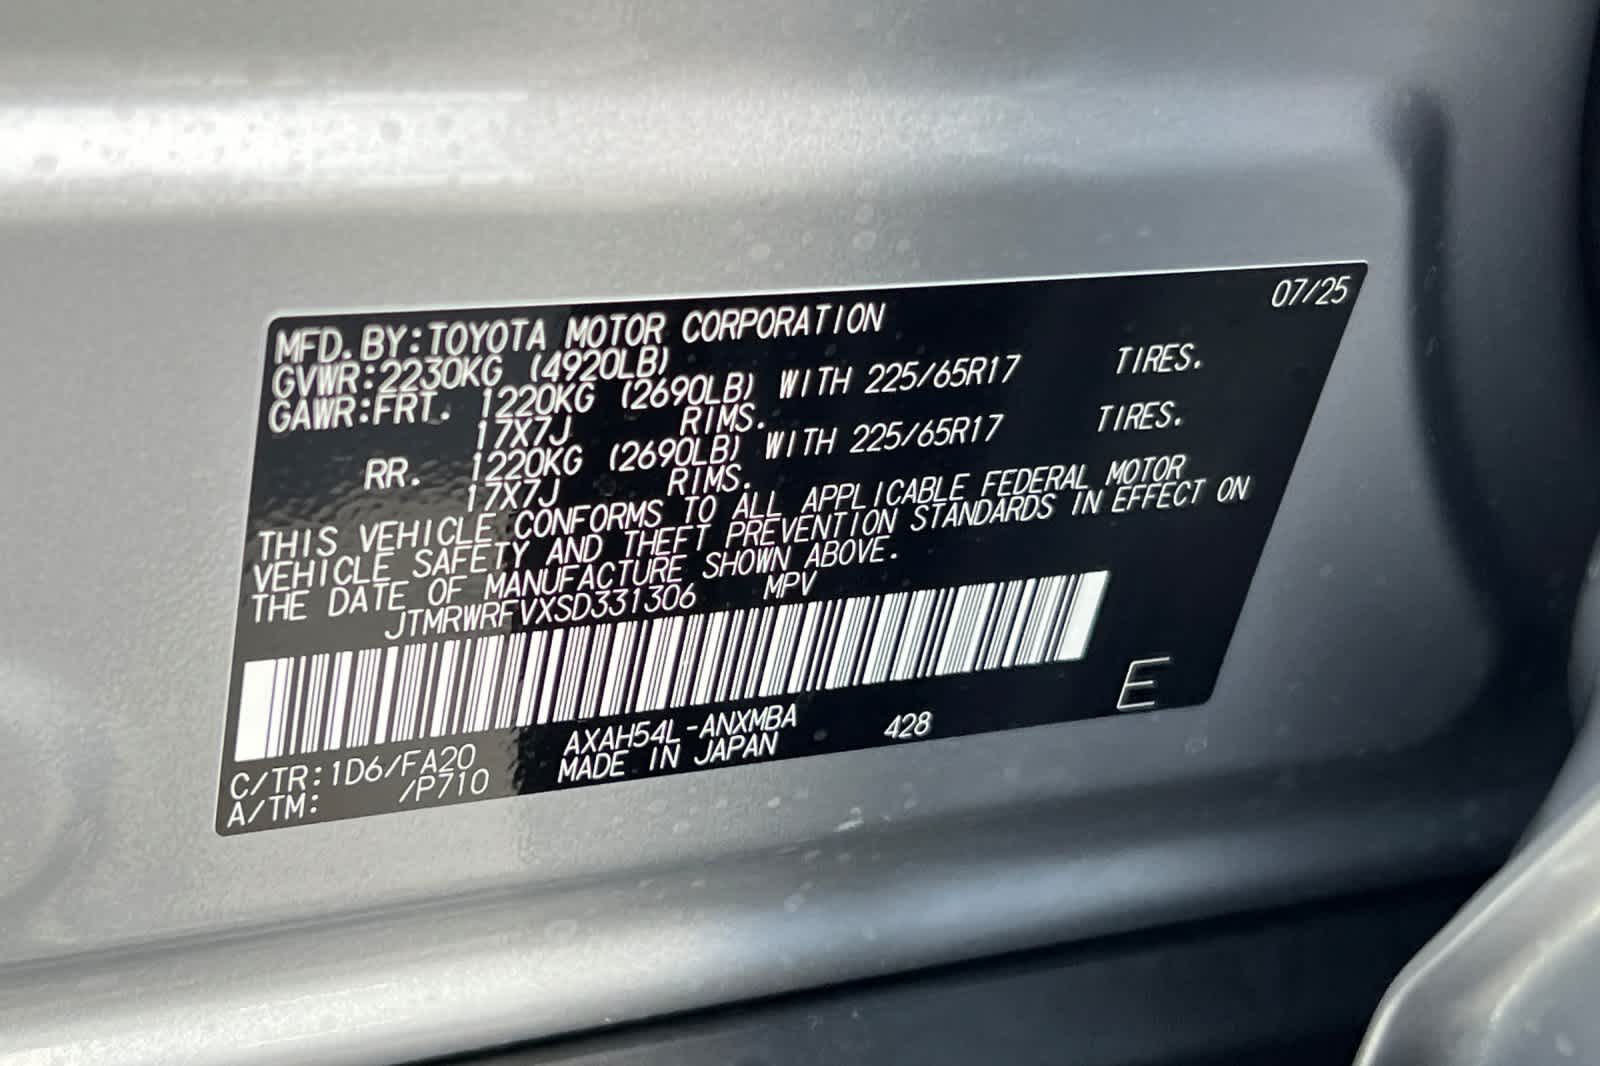 07/25
MFD. BY: TOYOTA MOTOR CORPORATION
GVWR: 2230KG (4920LB)
GAWR: FRT. 1220KG (2690LB) WITH 225/65R17 TIRES.
17X7J RIMS.
RR. 1220KG (2690LB) WITH 225/65R17 TIRES.
17X7J RIMS.
THIS VEHICLE CONFORMS TO ALL APPLICABLE FEDERAL MOTOR
VEHICLE SAFETY AND THEFT PREVENTION STANDARDS IN EFFECT ON
THE DATE OF MANUFACTURE SHOWN ABOVE.
JTMRWRFVXSD331306 MPV
E
AXAH54L-ANXMBA 428
MADE IN JAPAN
C/TR: 1D6/FA20
A/TM: /P710